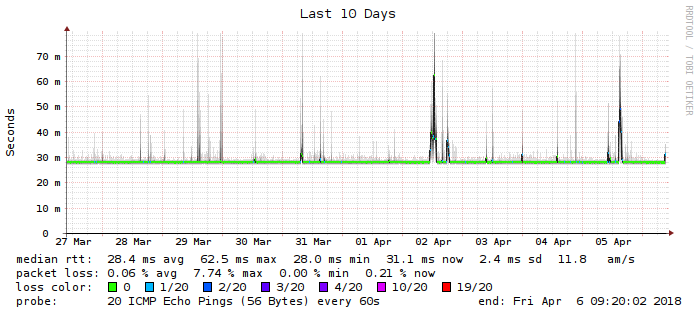 Last 10 Days
RRDTOOL / TOBI OETIKER
Seconds
70 m
60 m
50 m
40 m
30 m
20 m
10 m
0
27 Mar 28 Mar 29 Mar 30 Mar 31 Mar 01 Apr 02 Apr 03 Apr 04 Apr 05 Apr
median rtt: 28.4 ms avg 62.5 ms max 28.0 ms min 31.1 ms now 2.4 ms sd 11.8 am/s
packet loss: 0.06 % avg 7.74 % max 0.00 % min 0.21 % now
loss color: 0 1/20 2/20 3/20 4/20 10/20 19/20
probe: 20 ICMP Echo Pings (56 Bytes) every 60s end: Fri Apr 6 09:20:02 2018